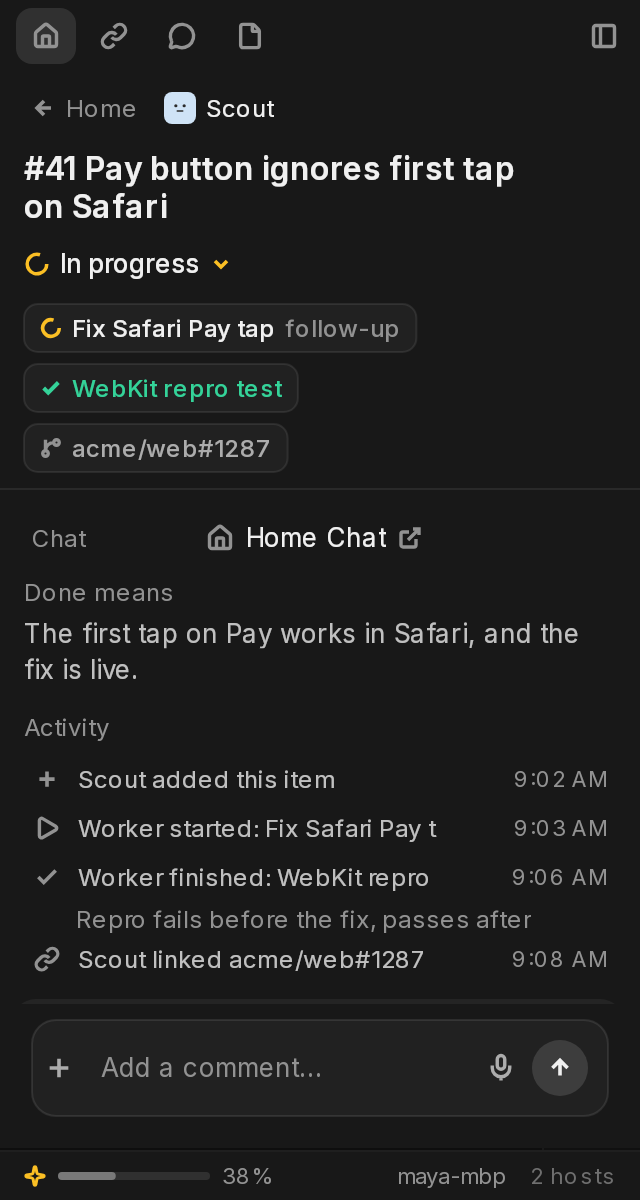 Home Scout
#41 Pay button ignores first tap
on Safari
In progress
Fix Safari Pay tap follow-up
WebKit repro test
acme/web#1287
Chat Home Chat
Done means
The first tap on Pay works in Safari, and the
fix is live.
Activity
Scout added this item 9:02 AM
Worker started: Fix Safari Pay t 9:03 AM
Worker finished: WebKit repro 9:06 AM
Repro fails before the fix, passes after
Scout linked acme/web#1287 9:08 AM
Add a comment...
38% maya-mbp 2 hosts